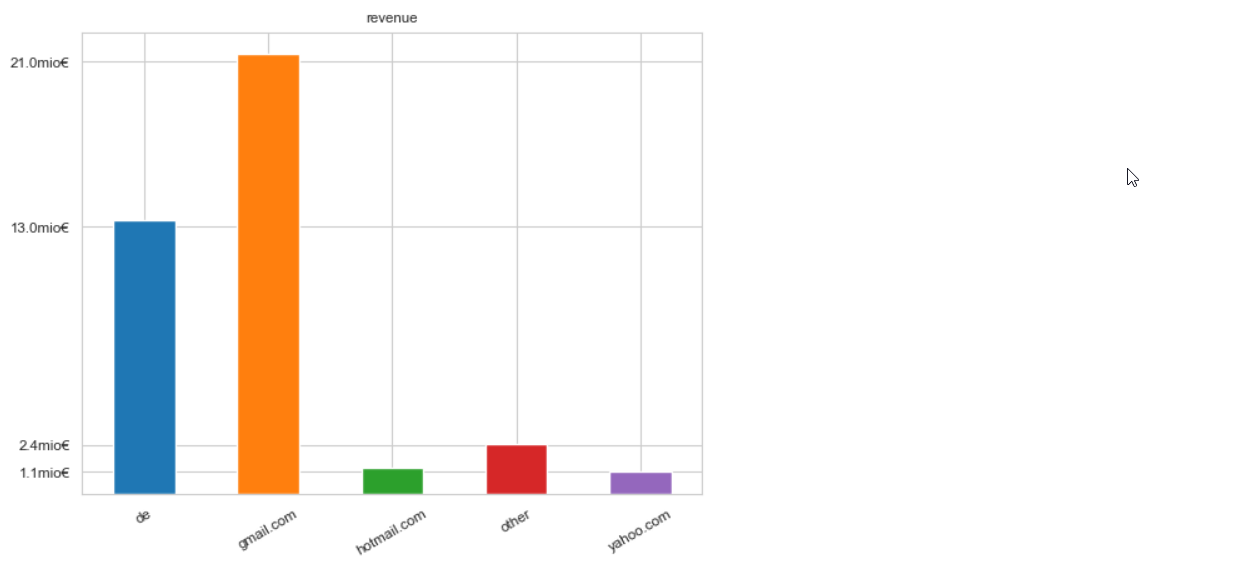 revenue
21.0mio€
13.0mio€
2.4mio€
1.1mio€
de
gmail.com
hotmail.com
other
yahoo.com